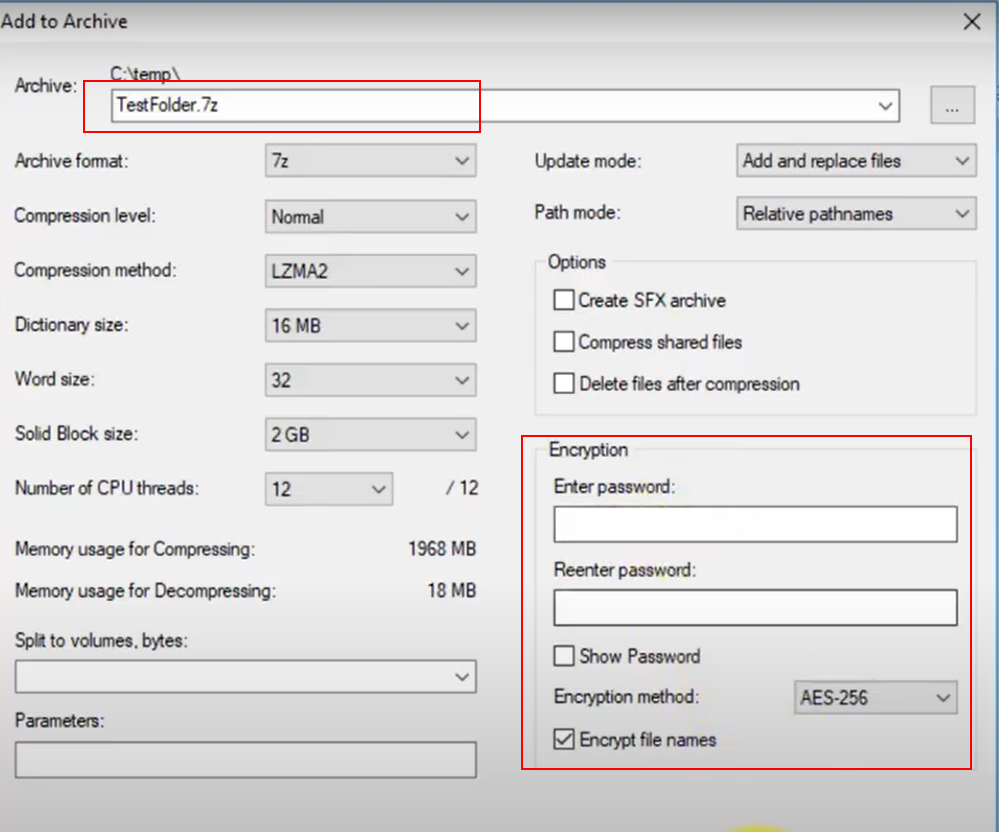 Add to Archive
Archive:
C:\temp\
TestFolder.7z
...
Archive format:
7z
Compression level:
Normal
Compression method:
LZMA2
Dictionary size:
16 MB
Word size:
32
Solid Block size:
2 GB
Number of CPU threads:
12
/ 12
Memory usage for Compressing:
1968 MB
Memory usage for Decompressing:
18 MB
Split to volumes, bytes:
Parameters:
Update mode:
Add and replace files
Path mode:
Relative pathnames
Options
Create SFX archive
Compress shared files
Delete files after compression
Encryption
Enter password:
Reenter password:
Show Password
Encryption method:
AES-256
Encrypt file names